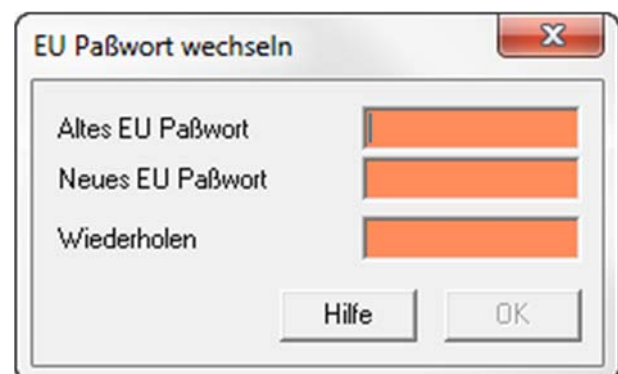 EU Paßwort wechseln
Altes EU Paßwort
Neues EU Paßwort
Wiederholen
Hilfe OK